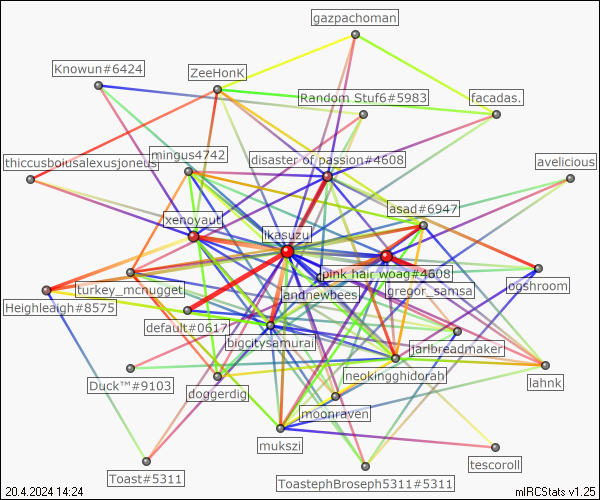 gazpachoman
Knowun#6424
ZeeHonK
Random Stuf6#5983
facadas.
thiccusboiusalexusjoneus
mingus4742
disaster of passion#4608
avelicious
asad#6947
xenoyaut
ikasuzu
pink hair woag#4608
turkey_mcnugget
andnewbees
gregor_samsa
ogshroom
Heighleaigh#8575
default#0617
bigcitysamurai
jarlbreadmaker
neokingghidorah
Duck™#9103
doggerdig
lahnk
moonraven
mukszi
Toast#5311
tescoroll
ToastephBroseph5311#5311
20.4.2024 14:24
mIRCStats v1.25